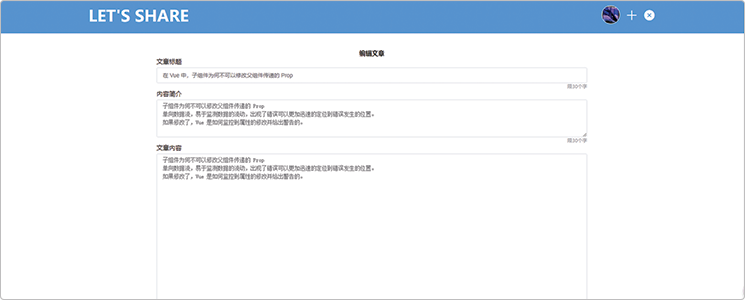 LET'S SHARE
编辑文章
文章标题
在 Vue 中，子组件为何不可以修改父组件传递的 Prop
限30个字
内容简介
子组件为何不可以修改父组件传递的 Prop
单向数据流，易于监测数据的流动，出现了错误可以更加迅速的定位到错误发生的位置。
如果修改了，Vue 是如何监控到属性的修改并给出警告的。
限30个字
文章内容
子组件为何不可以修改父组件传递的 Prop
单向数据流，易于监测数据的流动，出现了错误可以更加迅速的定位到错误发生的位置。
如果修改了，Vue 是如何监控到属性的修改并给出警告的。